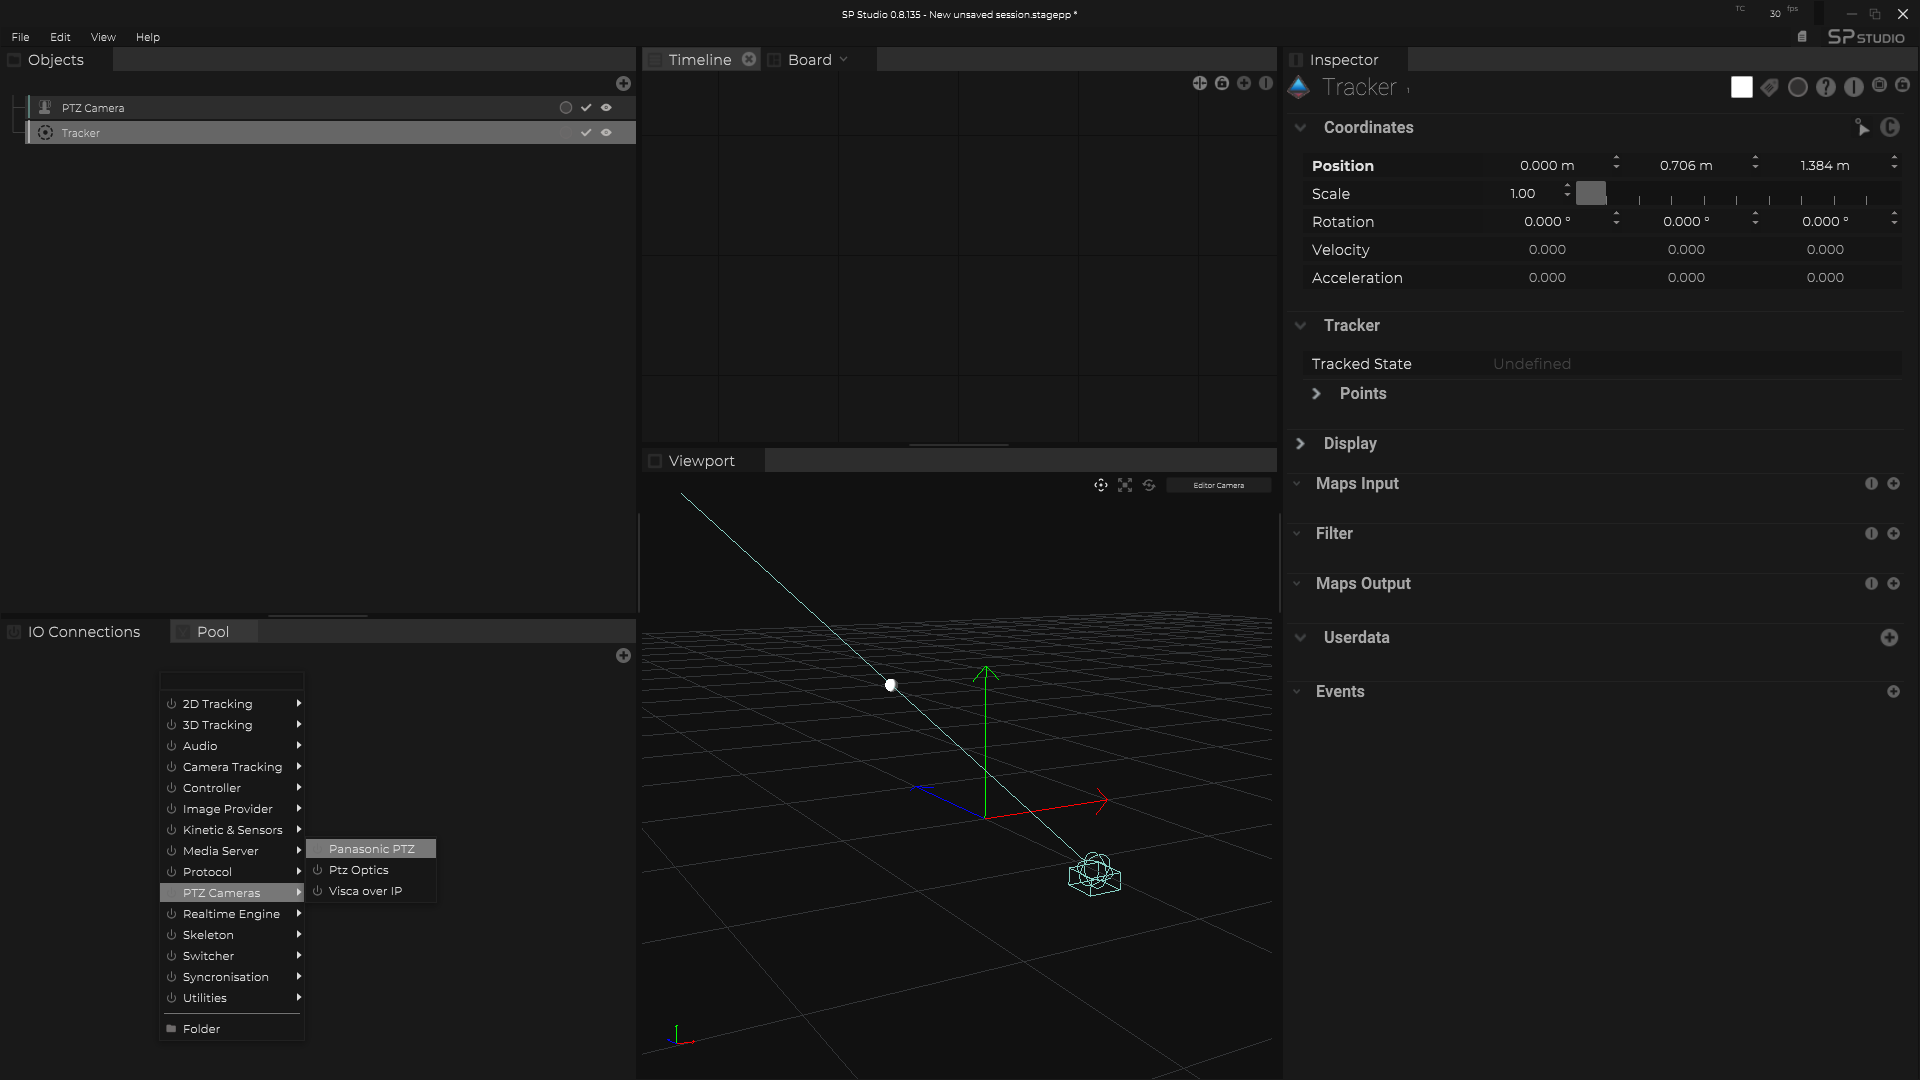 SP Studio 0.8.135 - New unsaved session.stagepp *
TC
30 fps
File Edit View Help
SP STUDIO
Objects
PTZ Camera
Tracker
Timeline
Board
Viewport
Editor Camera
IO Connections
Pool
2D Tracking
3D Tracking
Audio
Camera Tracking
Controller
Image Provider
Kinetic & Sensors
Media Server
Protocol
PTZ Cameras
Realtime Engine
Skeleton
Switcher
Syncronisation
Utilities
Folder
Panasonic PTZ
Ptz Optics
Visca over IP
Inspector
Tracker 1
Coordinates
C
Position 0.000 m 0.706 m 1.384 m
Scale 1.00
Rotation 0.000 ° 0.000 ° 0.000 °
Velocity 0.000 0.000 0.000
Acceleration 0.000 0.000 0.000
Tracker
Tracked State Undefined
Points
Display
Maps Input
Filter
Maps Output
Userdata
Events